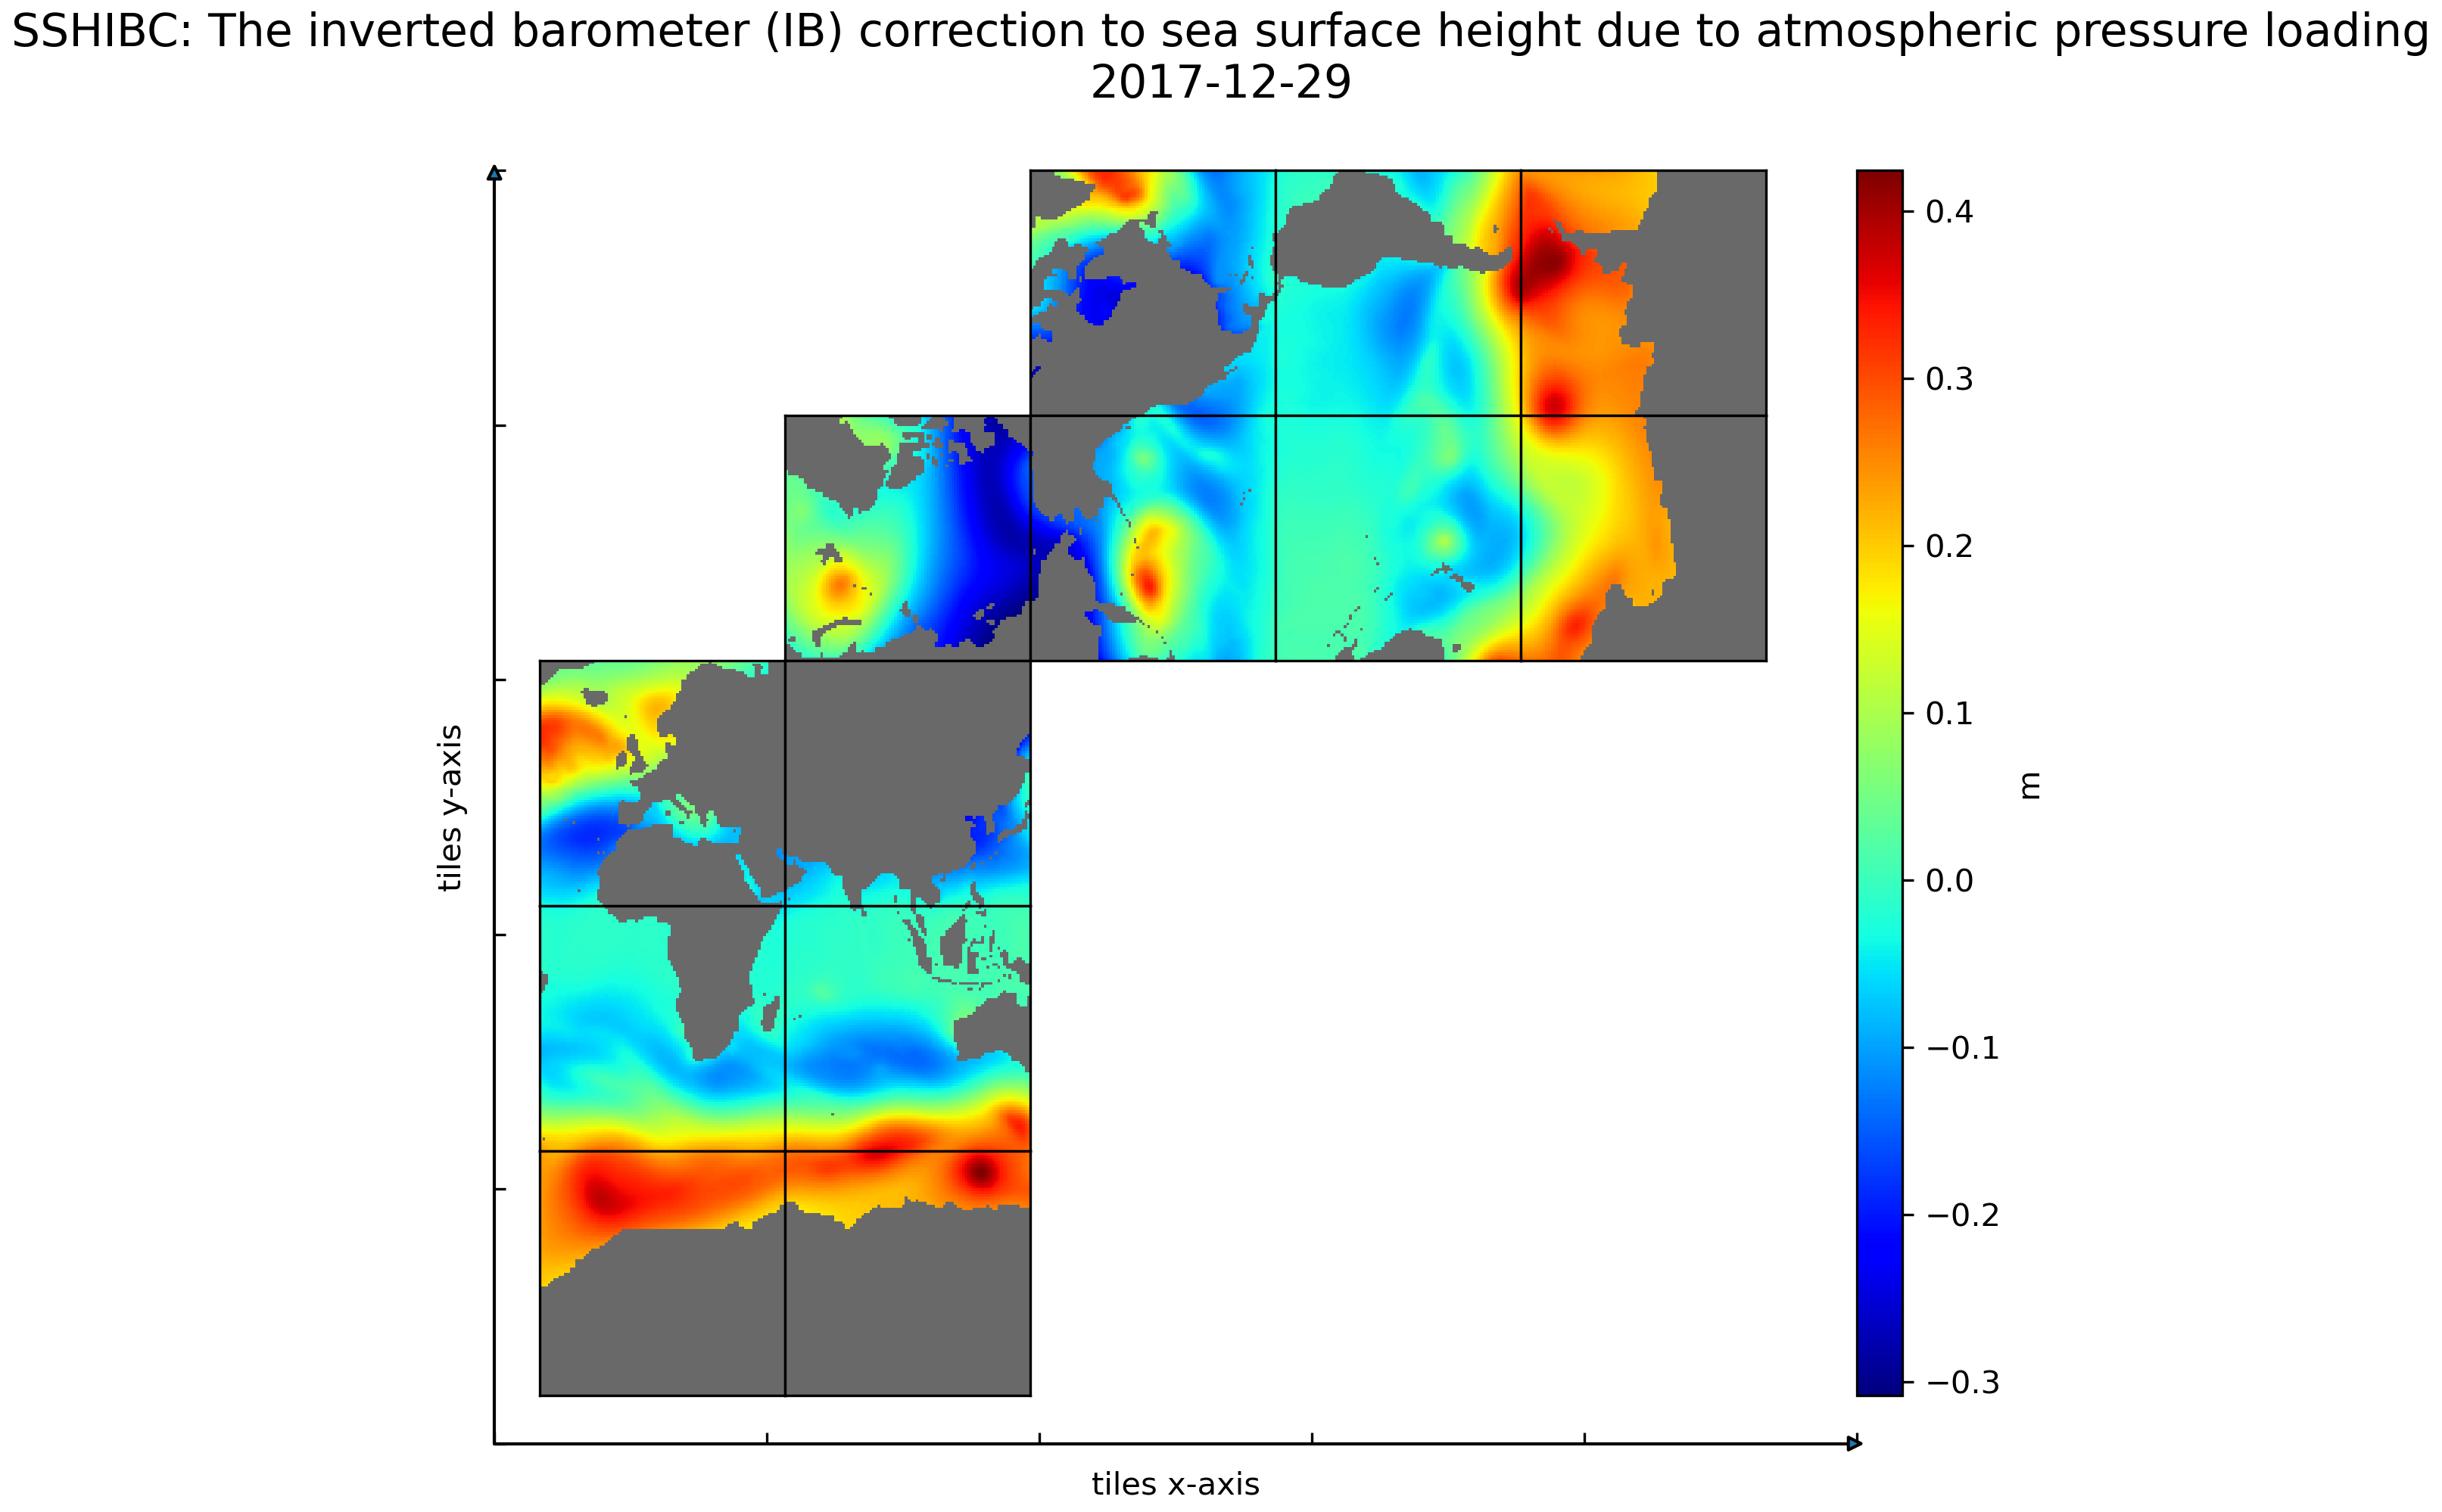 SSHIBC: The inverted barometer (IB) correction to sea surface height due to atmospheric pressure loading
2017-12-29
tiles y-axis
tiles x-axis
0.4
0.3
0.2
0.1
0.0
−0.1
−0.2
−0.3
m